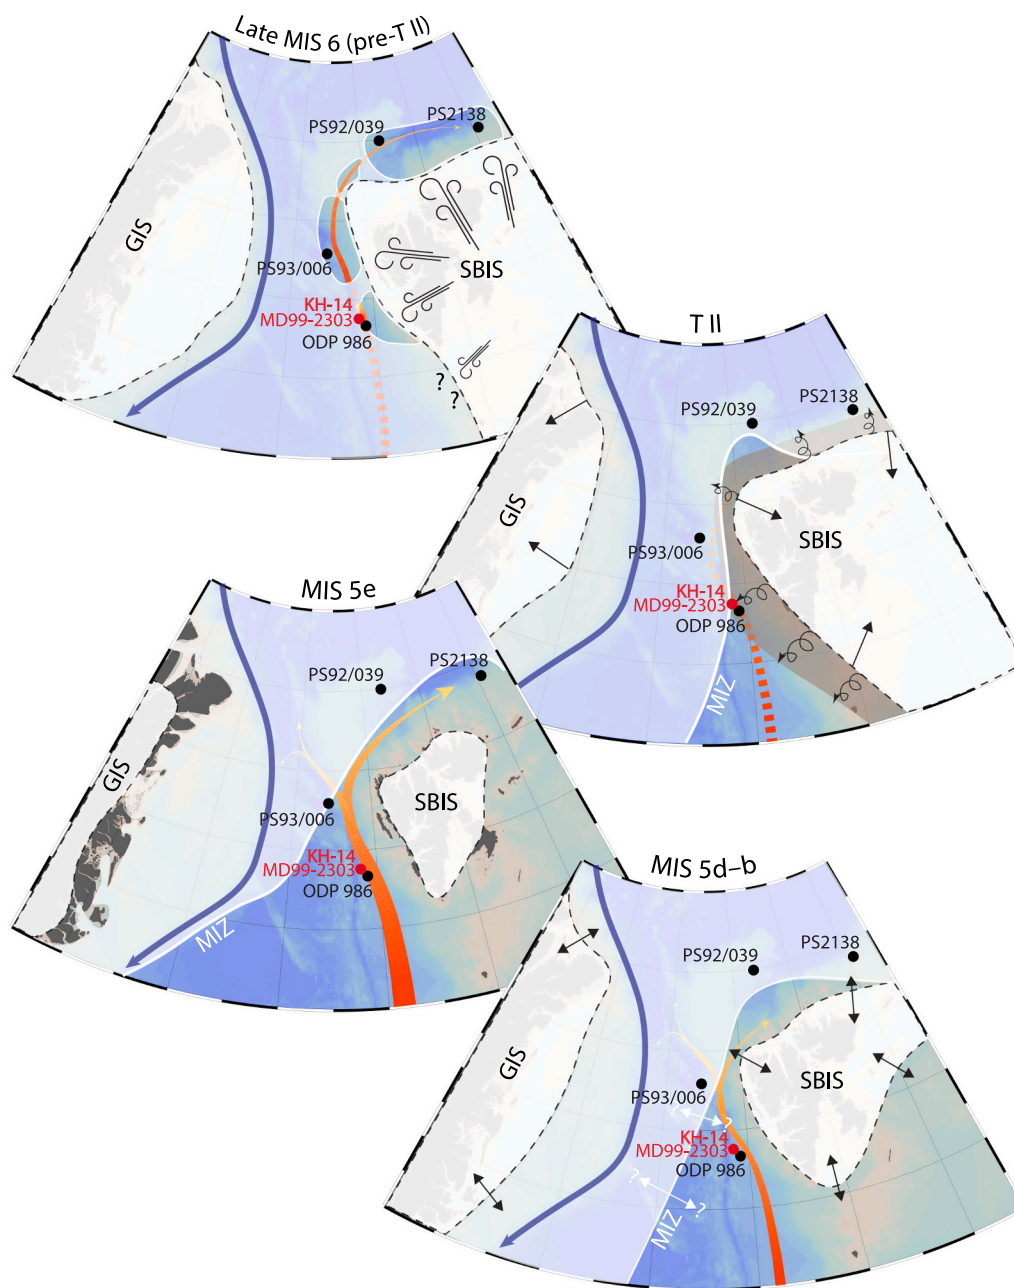 Late MIS 6 (pre-T II)
PS2138
PS92/039
GIS
SBIS
PS93/006
KH-14
MD99-2303
ODP 986
?
?
T II
PS2138
PS92/039
GIS
SBIS
PS93/006
KH-14
MD99-2303
ODP 986
MIZ
MIS 5e
PS2138
PS92/039
GIS
SBIS
PS93/006
KH-14
MD99-2303
ODP 986
MIZ
MIS 5d–b
PS2138
PS92/039
GIS
SBIS
PS93/006
? ?
KH-14
MD99-2303
ODP 986
? ?
MIZ